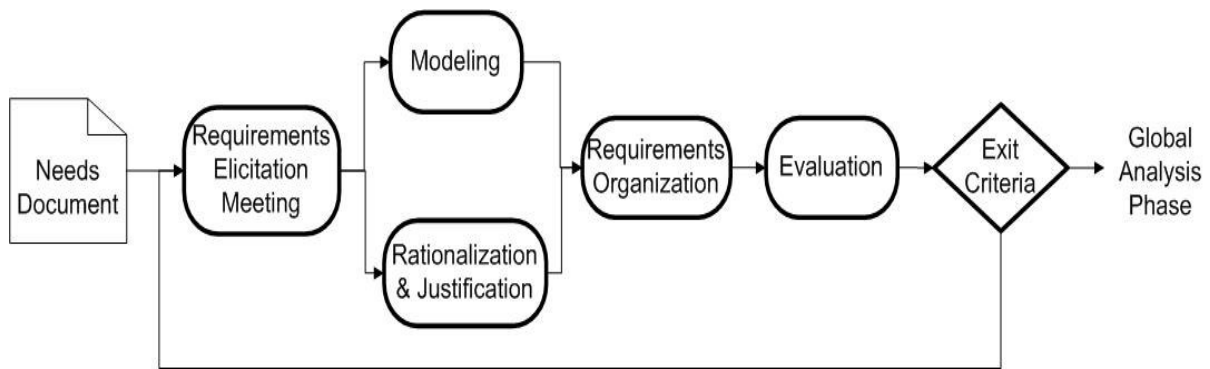 Needs
Document
Requirements
Elicitation
Meeting
Modeling
Rationalization
& Justification
Requirements
Organization
Evaluation
Exit
Criteria
Global
Analysis
Phase